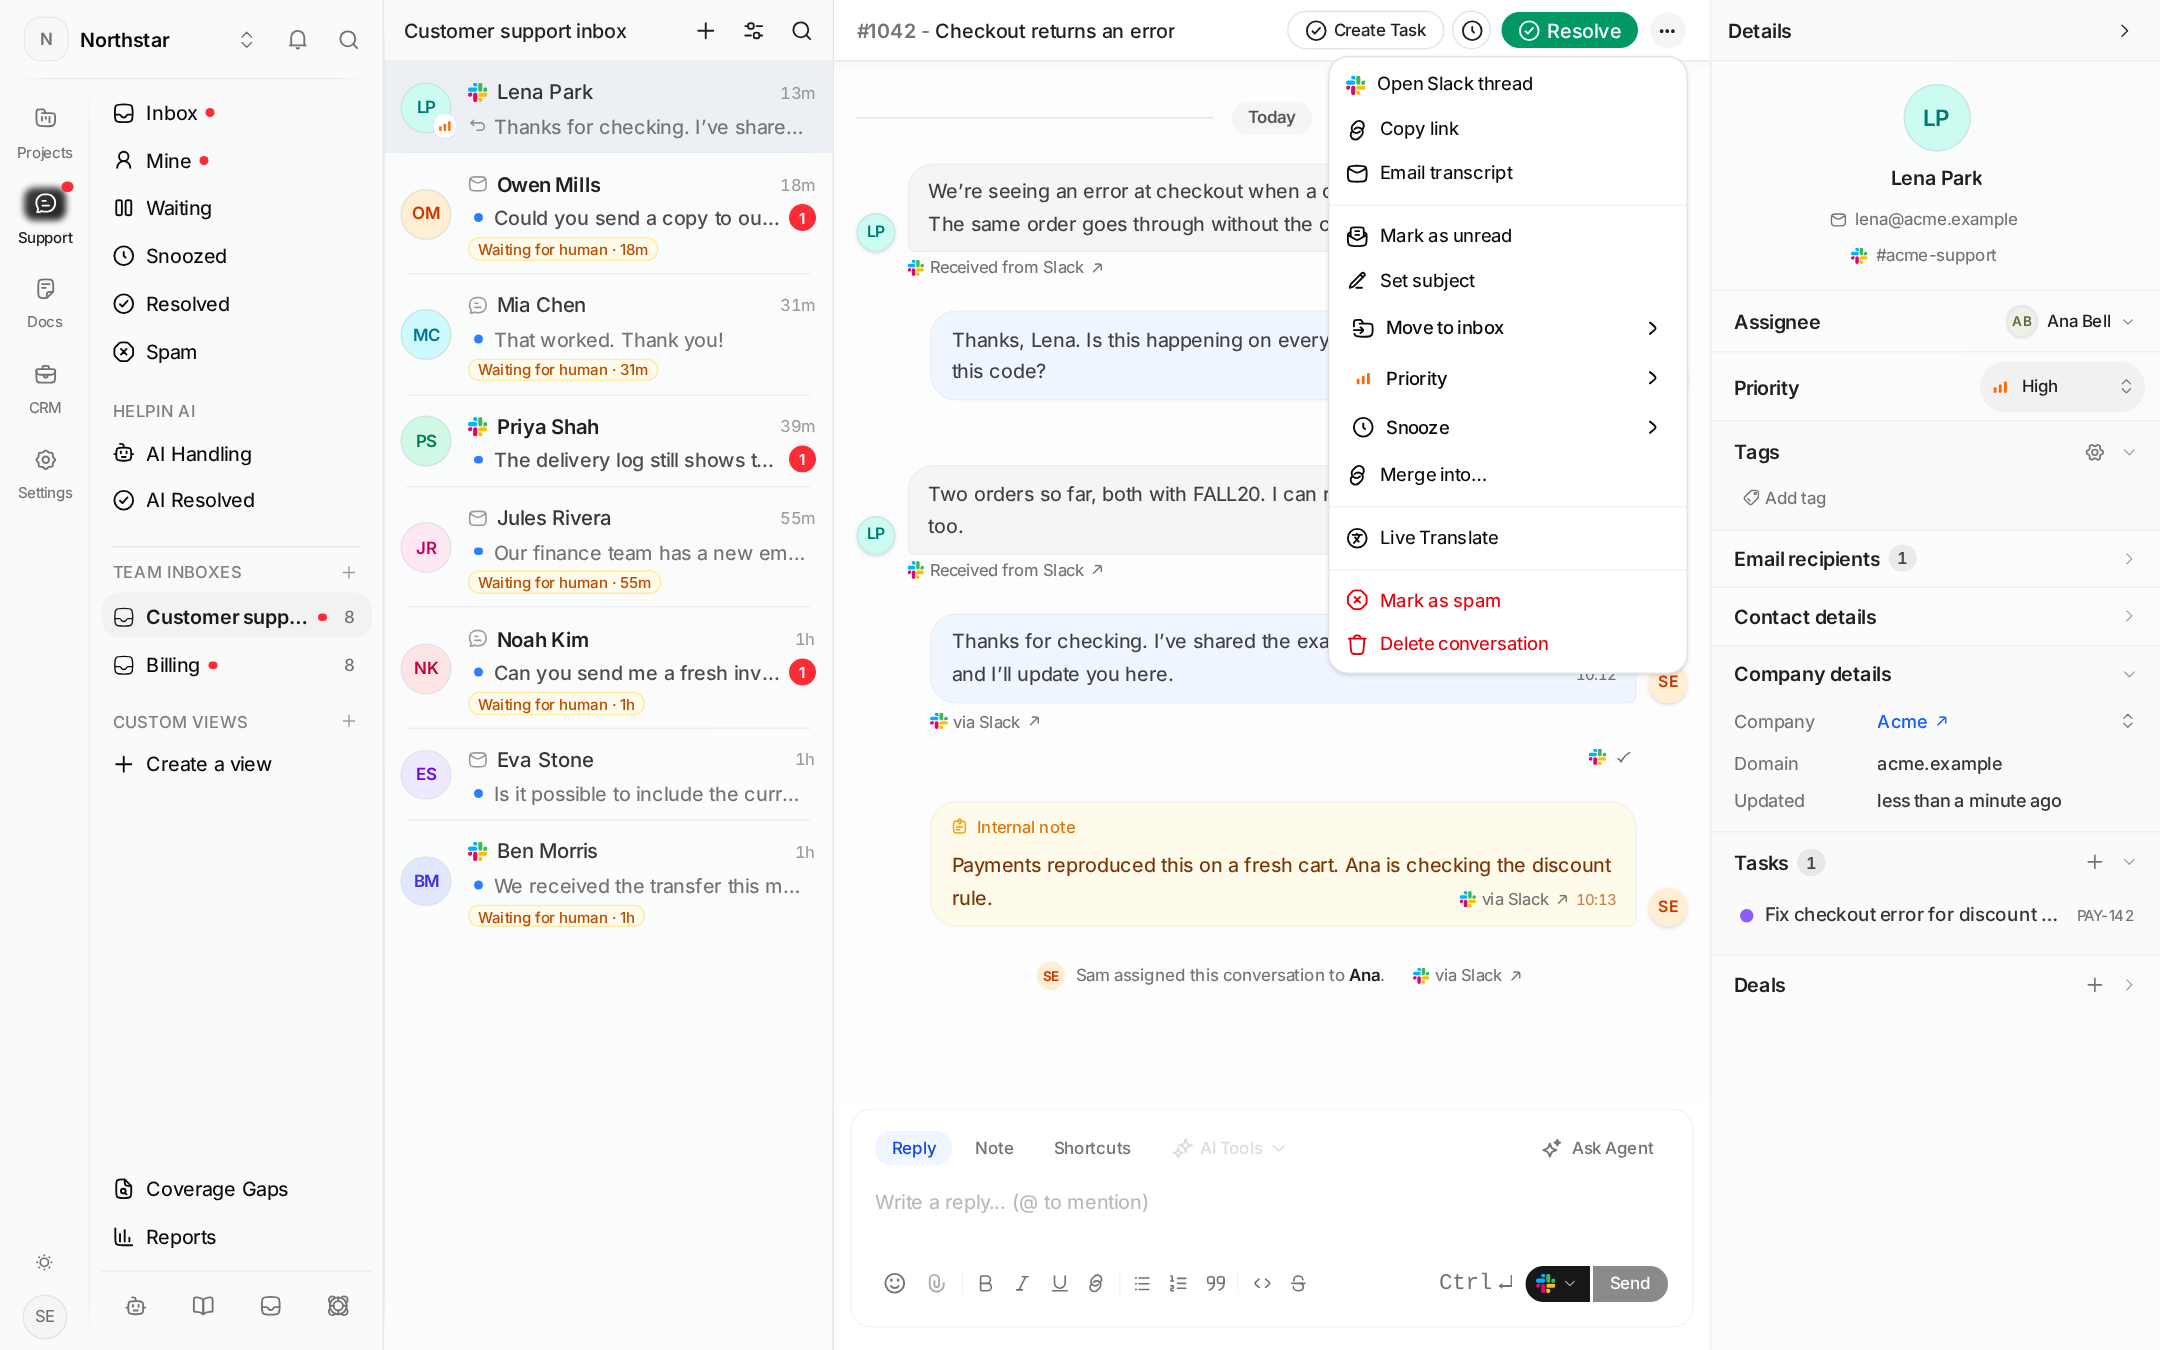 N Northstar
Projects
Support
Docs
CRM
Settings
SE
Inbox
Mine
Waiting
Snoozed
Resolved
Spam
HELPIN AI
AI Handling
AI Resolved
TEAM INBOXES
Customer supp... 8
Billing 8
CUSTOM VIEWS
Create a view
Coverage Gaps
Reports
Customer support inbox
LP Lena Park 13m
Thanks for checking. I’ve share...
OM Owen Mills 18m
Could you send a copy to ou... 1
Waiting for human · 18m
MC Mia Chen 31m
That worked. Thank you!
Waiting for human · 31m
PS Priya Shah 39m
The delivery log still shows t... 1
JR Jules Rivera 55m
Our finance team has a new em...
Waiting for human · 55m
NK Noah Kim 1h
Can you send me a fresh inv... 1
Waiting for human · 1h
ES Eva Stone 1h
Is it possible to include the curr...
BM Ben Morris 1h
We received the transfer this m...
Waiting for human · 1h
#1042 - Checkout returns an error
Create Task
Resolve
Today
We’re seeing an error at checkout when a
The same order goes through without the
LP
Received from Slack
Thanks, Lena. Is this happening on every
this code?
Two orders so far, both with FALL20. I can
too.
LP
Received from Slack
Thanks for checking. I’ve shared the
and I’ll update you here. 10:12
SE
via Slack
Internal note
Payments reproduced this on a fresh cart. Ana is checking the discount
rule. via Slack 10:13
SE
SE Sam assigned this conversation to Ana. via Slack
Open Slack thread
Copy link
Email transcript
Mark as unread
Set subject
Move to inbox
Priority
Snooze
Merge into...
Live Translate
Mark as spam
Delete conversation
Reply Note Shortcuts AI Tools Ask Agent
Write a reply... (@ to mention)
Ctrl Send
Details
LP
Lena Park
lena@acme.example
#acme-support
Assignee AB Ana Bell
Priority High
Tags
Add tag
Email recipients 1
Contact details
Company details
Company Acme
Domain acme.example
Updated less than a minute ago
Tasks 1
Fix checkout error for discount ... PAY-142
Deals